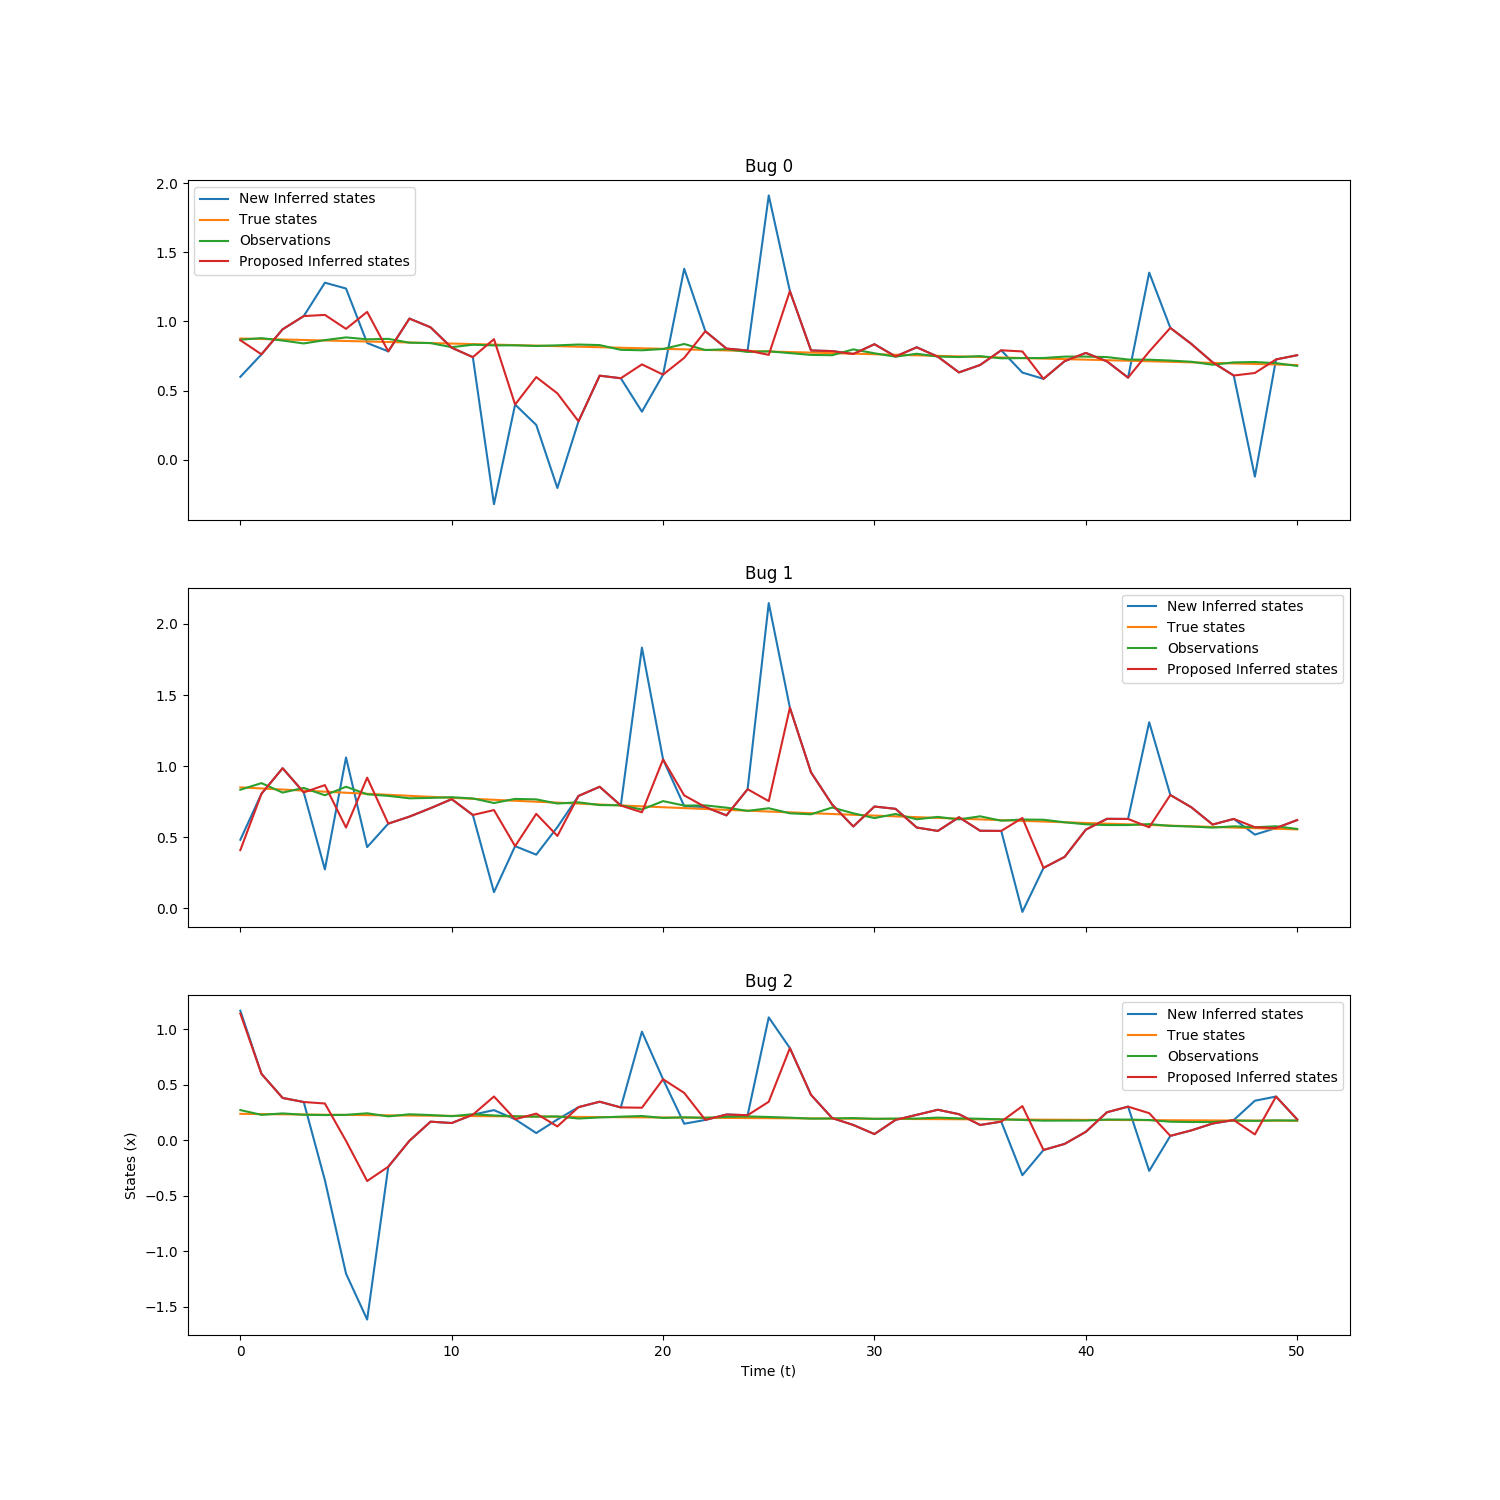 Bug 0
2.0
1.5
1.0
0.5
0.0
New Inferred states
True states
Observations
Proposed Inferred states
Bug 1
2.0
1.5
1.0
0.5
0.0
New Inferred states
True states
Observations
Proposed Inferred states
Bug 2
States (x)
1.0
0.5
0.0
−0.5
−1.0
−1.5
New Inferred states
True states
Observations
Proposed Inferred states
0 10 20 30 40 50
Time (t)